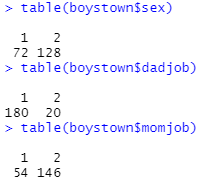 > table(boystown$sex)
1 2
72 128
> table(boystown$dadjob)
1 2
180 20
> table(boystown$momjob)
1 2
54 146